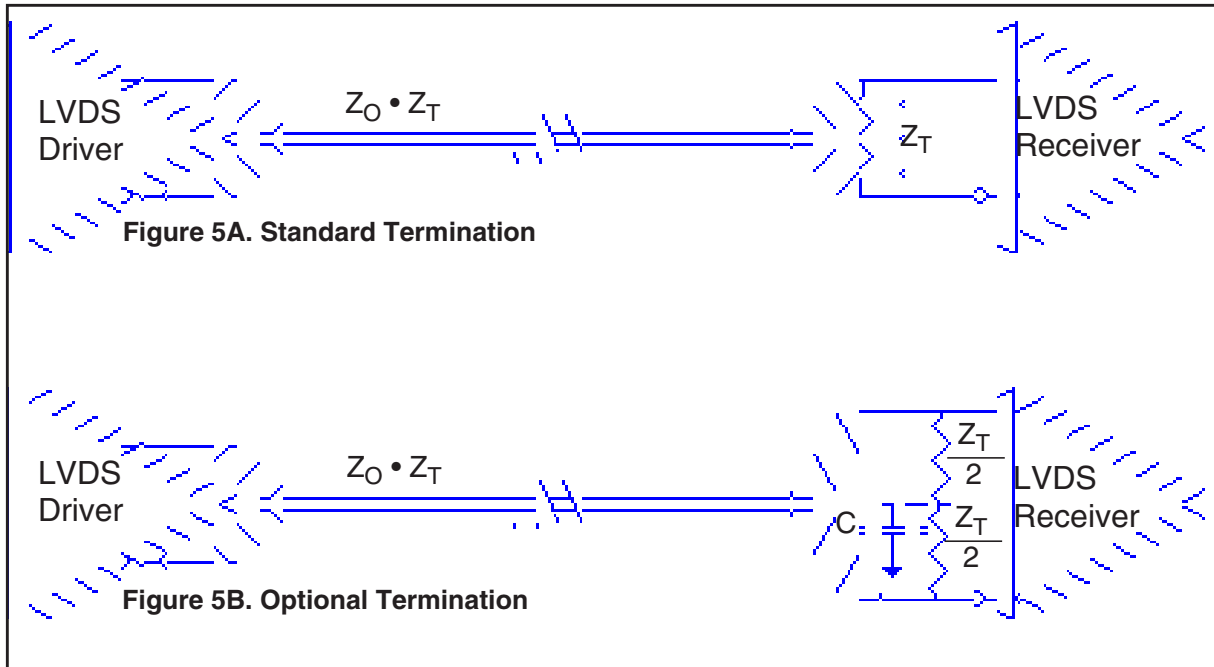 LVDS
Driver
Z_O • Z_T
Z_T
LVDS
Receiver
Figure 5A. Standard Termination
LVDS
Driver
Z_O • Z_T
C
Z_T
2
Z_T
2
LVDS
Receiver
Figure 5B. Optional Termination